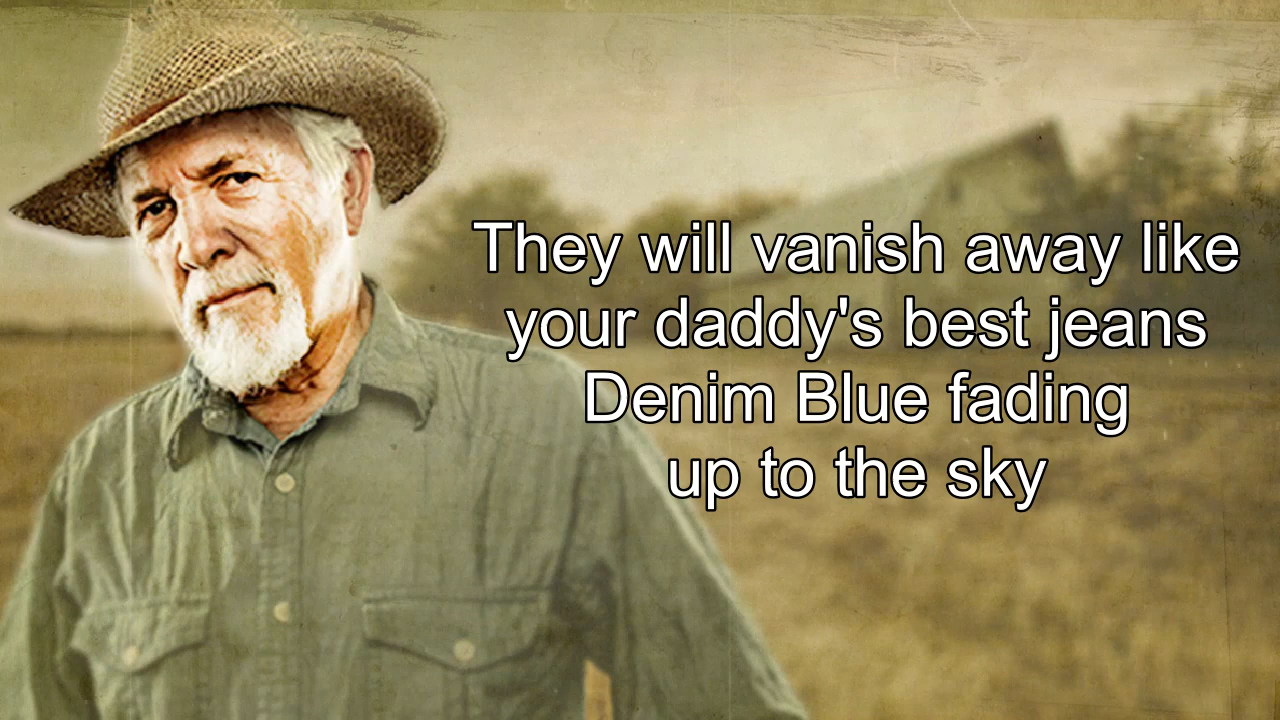 They will vanish away like
your daddy's best jeans
Denim Blue fading
up to the sky